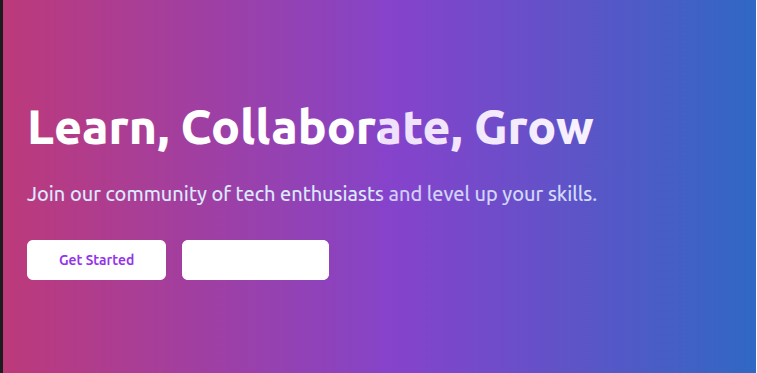 Learn, Collaborate, Grow
Join our community of tech enthusiasts and level up your skills.
Get Started